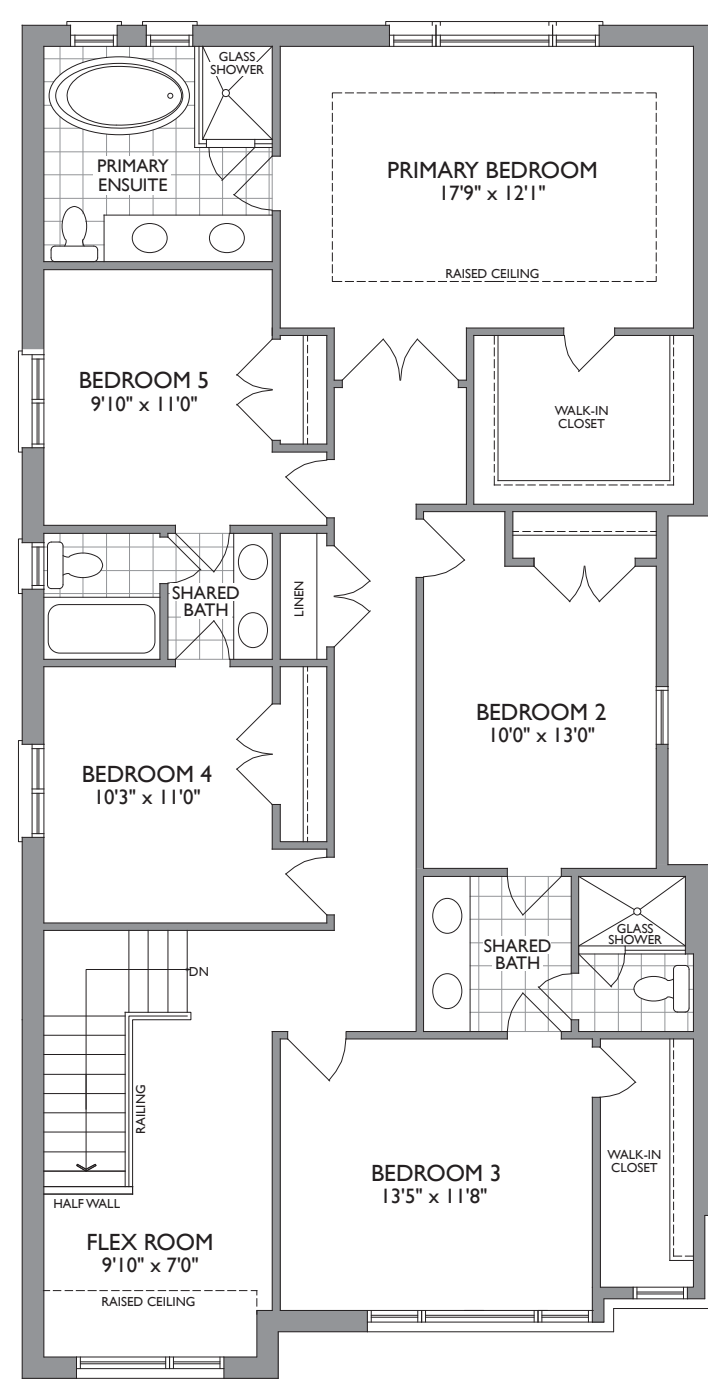 GLASS
SHOWER
PRIMARY
ENSUITE
PRIMARY BEDROOM
17'9" x 12'1"
RAISED CEILING
BEDROOM 5
9'10" x 11'0"
WALK-IN
CLOSET
SHARED
BATH
LINEN
BEDROOM 2
10'0" x 13'0"
BEDROOM 4
10'3" x 11'0"
GLASS
SHOWER
SHARED
BATH
DN
RAILING
WALK-IN
CLOSET
BEDROOM 3
13'5" x 11'8"
HALF WALL
FLEX ROOM
9'10" x 7'0"
RAISED CEILING